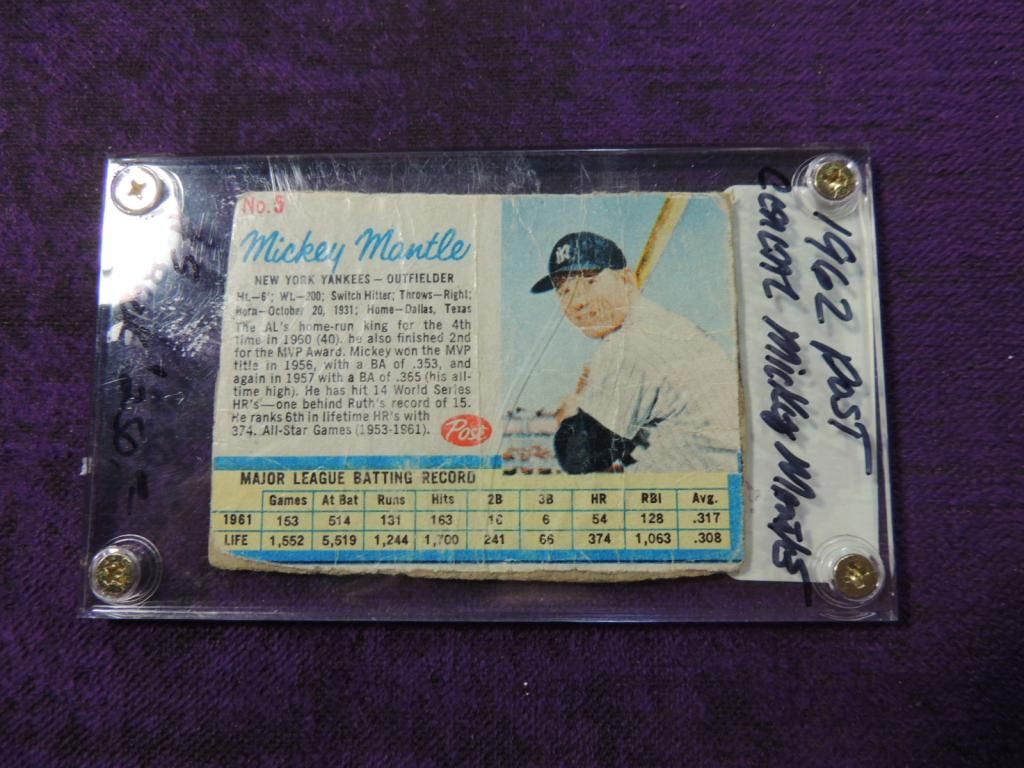 No. 5
Mickey Mantle
NEW YORK YANKEES — OUTFIELDER
Ht.—6'; Wt.—200; Switch Hitter; Throws—Right;
Born—October 20, 1931; Home—Dallas, Texas
The AL's home-run king for the 4th
time in 1960 (40). he also finished 2nd
for the MVP Award. Mickey won the MVP
title in 1956, with a BA of .353, and
again in 1957 with a BA of .365 (his all-
time high). He has hit 14 World Series
HR's—one behind Ruth's record of 15.
He ranks 6th in lifetime HR's with
374. All-Star Games (1953-1961).
Post
MAJOR LEAGUE BATTING RECORD
Games At Bat Runs Hits 2B 3B HR RBI Avg.
1961 153 514 131 163 16 6 54 128 .317
LIFE 1,552 5,519 1,244 1,700 241 66 374 1,063 .308
1962 POST
Mickey